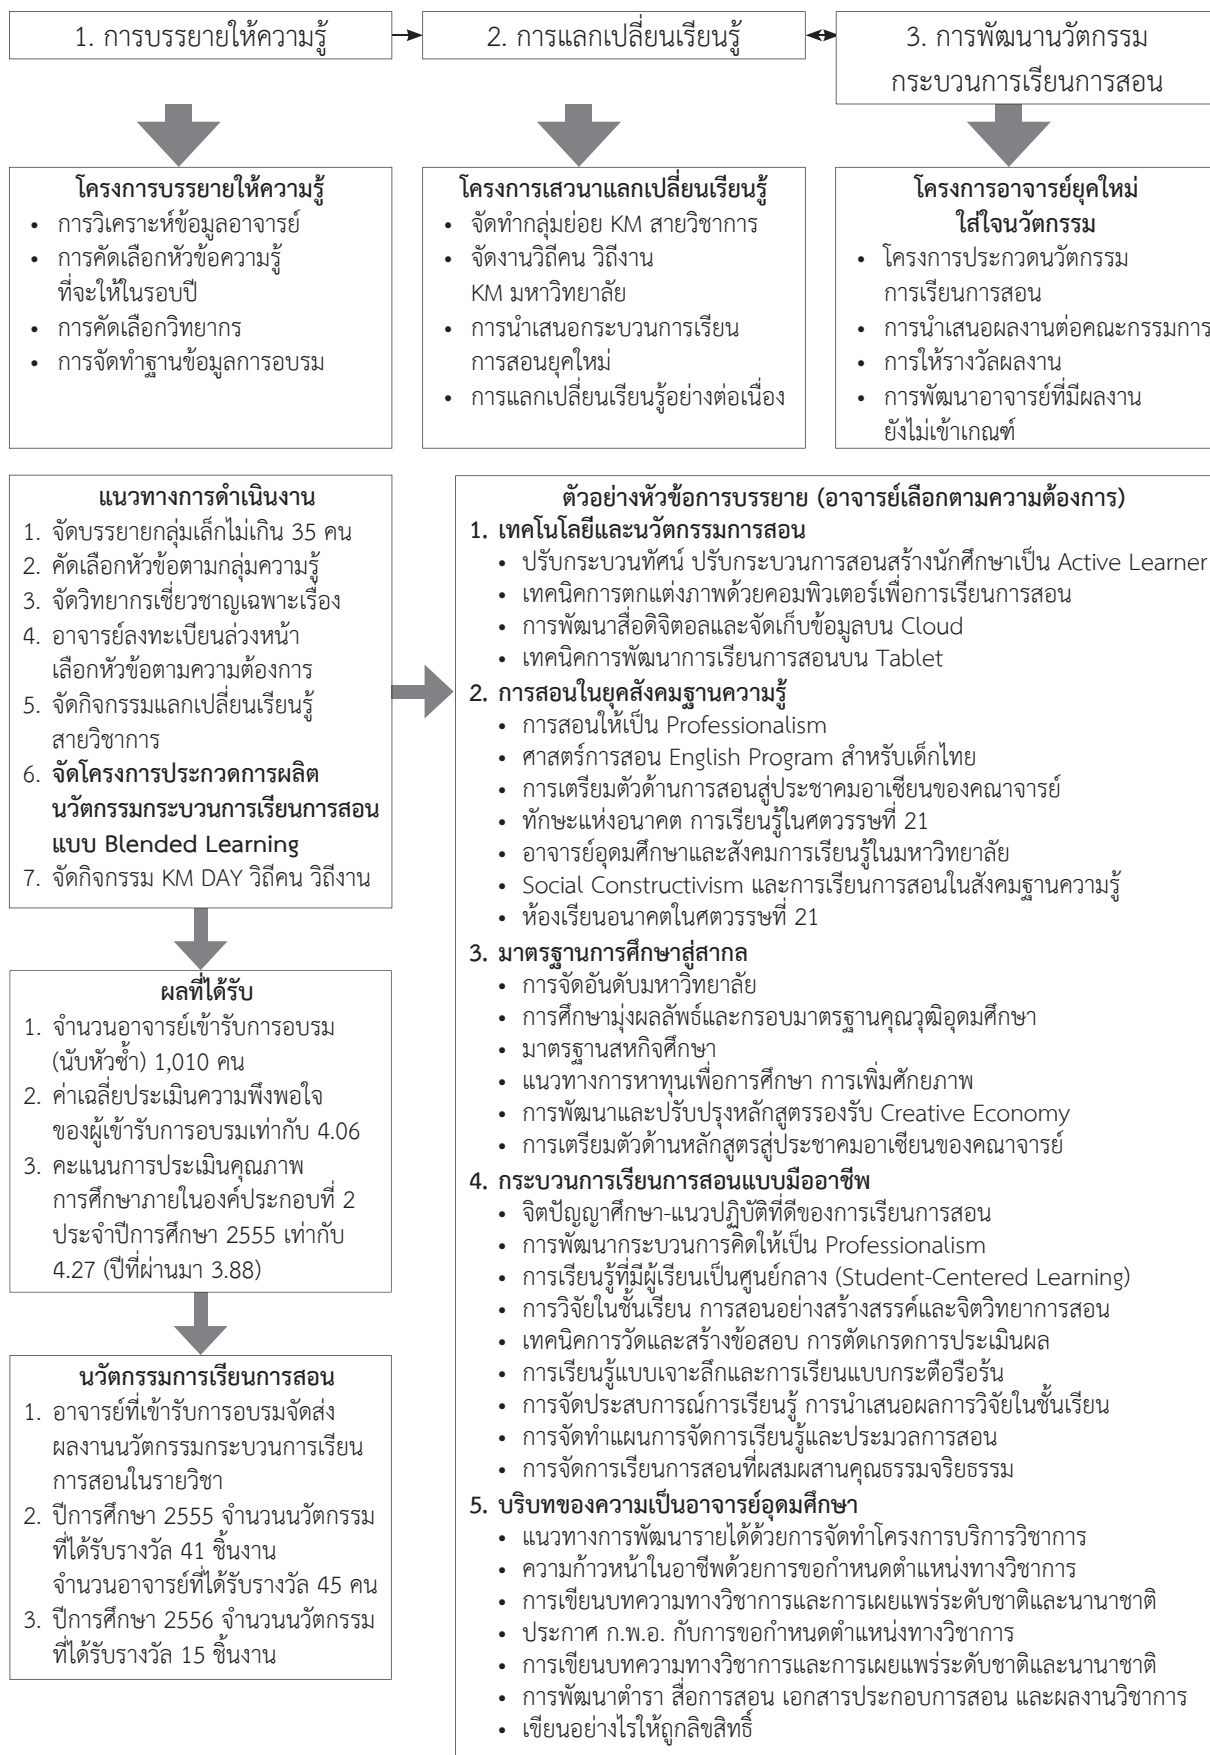 1. การบรรยายให้ความรู้
2. การแลกเปลี่ยนเรียนรู้
3. การพัฒนานวัตกรรม
กระบวนการเรียนการสอน
โครงการบรรยายให้ความรู้
• การวิเคราะห์ข้อมูลอาจารย์
• การคัดเลือกหัวข้อความรู้
ที่จะให้ในรอบปี
• การคัดเลือกวิทยากร
• การจัดทำฐานข้อมูลการอบรม
โครงการเสวนาแลกเปลี่ยนเรียนรู้
• จัดทำกลุ่มย่อย KM สายวิชาการ
• จัดงานวิถีคน วิถีงาน
KM มหาวิทยาลัย
• การนำเสนอกระบวนการเรียน
การสอนยุคใหม่
• การแลกเปลี่ยนเรียนรู้อย่างต่อเนื่อง
โครงการอาจารย์ยุคใหม่
ใส่ใจนวัตกรรม
• โครงการประกวดนวัตกรรม
การเรียนการสอน
• การนำเสนอผลงานต่อคณะกรรมการ
• การให้รางวัลผลงาน
• การพัฒนาอาจารย์ที่มีผลงาน
ยังไม่เข้าเกณฑ์
แนวทางการดำเนินงาน
1. จัดบรรยายกลุ่มเล็กไม่เกิน 35 คน
2. คัดเลือกหัวข้อตามกลุ่มความรู้
3. จัดวิทยากรเชี่ยวชาญเฉพาะเรื่อง
4. อาจารย์ลงทะเบียนล่วงหน้า
เลือกหัวข้อตามความต้องการ
5. จัดกิจกรรมแลกเปลี่ยนเรียนรู้
สายวิชาการ
6. จัดโครงการประกวดการผลิต
นวัตกรรมกระบวนการเรียนการสอน
แบบ Blended Learning
7. จัดกิจกรรม KM DAY วิถีคน วิถีงาน
ผลที่ได้รับ
1. จำนวนอาจารย์เข้ารับการอบรม
(นับหัวซ้ำ) 1,010 คน
2. ค่าเฉลี่ยประเมินความพึงพอใจ
ของผู้เข้ารับการอบรมเท่ากับ 4.06
3. คะแนนการประเมินคุณภาพ
การศึกษาภายในองค์ประกอบที่ 2
ประจำปีการศึกษา 2555 เท่ากับ
4.27 (ปีที่ผ่านมา 3.88)
นวัตกรรมการเรียนการสอน
1. อาจารย์ที่เข้ารับการอบรมจัดส่ง
ผลงานนวัตกรรมกระบวนการเรียน
การสอนในรายวิชา
2. ปีการศึกษา 2555 จำนวนนวัตกรรม
ที่ได้รับรางวัล 41 ชิ้นงาน
จำนวนอาจารย์ที่ได้รับรางวัล 45 คน
3. ปีการศึกษา 2556 จำนวนนวัตกรรม
ที่ได้รับรางวัล 15 ชิ้นงาน
ตัวอย่างหัวข้อการบรรยาย (อาจารย์เลือกตามความต้องการ)
1. เทคโนโลยีและนวัตกรรมการสอน
• ปรับกระบวนทัศน์ ปรับกระบวนการสอนสร้างนักศึกษาเป็น Active Learner
• เทคนิคการตกแต่งภาพด้วยคอมพิวเตอร์เพื่อการเรียนการสอน
• การพัฒนาสื่อดิจิตอลและจัดเก็บข้อมูลบน Cloud
• เทคนิคการพัฒนาการเรียนการสอนบน Tablet
2. การสอนในยุคสังคมฐานความรู้
• การสอนให้เป็น Professionalism
• ศาสตร์การสอน English Program สำหรับเด็กไทย
• การเตรียมตัวด้านการสอนสู่ประชาคมอาเซียนของคณาจารย์
• ทักษะแห่งอนาคต การเรียนรู้ในศตวรรษที่ 21
• อาจารย์อุดมศึกษาและสังคมการเรียนรู้ในมหาวิทยาลัย
• Social Constructivism และการเรียนการสอนในสังคมฐานความรู้
• ห้องเรียนอนาคตในศตวรรษที่ 21
3. มาตรฐานการศึกษาสู่สากล
• การจัดอันดับมหาวิทยาลัย
• การศึกษามุ่งผลลัพธ์และกรอบมาตรฐานคุณวุฒิอุดมศึกษา
• มาตรฐานสหกิจศึกษา
• แนวทางการหาทุนเพื่อการศึกษา การเพิ่มศักยภาพ
• การพัฒนาและปรับปรุงหลักสูตรรองรับ Creative Economy
• การเตรียมตัวด้านหลักสูตรสู่ประชาคมอาเซียนของคณาจารย์
4. กระบวนการเรียนการสอนแบบมืออาชีพ
• จิตปัญญาศึกษา-แนวปฏิบัติที่ดีของการเรียนการสอน
• การพัฒนากระบวนการคิดให้เป็น Professionalism
• การเรียนรู้ที่มีผู้เรียนเป็นศูนย์กลาง (Student-Centered Learning)
• การวิจัยในชั้นเรียน การสอนอย่างสร้างสรรค์และจิตวิทยาการสอน
• เทคนิคการวัดและสร้างข้อสอบ การตัดเกรดการประเมินผล
• การเรียนรู้แบบเจาะลึกและการเรียนแบบกระตือรือร้น
• การจัดประสบการณ์การเรียนรู้ การนำเสนอผลการวิจัยในชั้นเรียน
• การจัดทำแผนการจัดการเรียนรู้และประมวลการสอน
• การจัดการเรียนการสอนที่ผสมผสานคุณธรรมจริยธรรม
5. บริบทของความเป็นอาจารย์อุดมศึกษา
• แนวทางการพัฒนารายได้ด้วยการจัดทำโครงการบริการวิชาการ
• ความก้าวหน้าในอาชีพด้วยการขอกำหนดตำแหน่งทางวิชาการ
• การเขียนบทความทางวิชาการและการเผยแพร่ระดับชาติและนานาชาติ
• ประกาศ ก.พ.อ. กับการขอกำหนดตำแหน่งทางวิชาการ
• การเขียนบทความทางวิชาการและการเผยแพร่ระดับชาติและนานาชาติ
• การพัฒนาตำรา สื่อการสอน เอกสารประกอบการสอน และผลงานวิชาการ
• เขียนอย่างไรให้ถูกลิขสิทธิ์